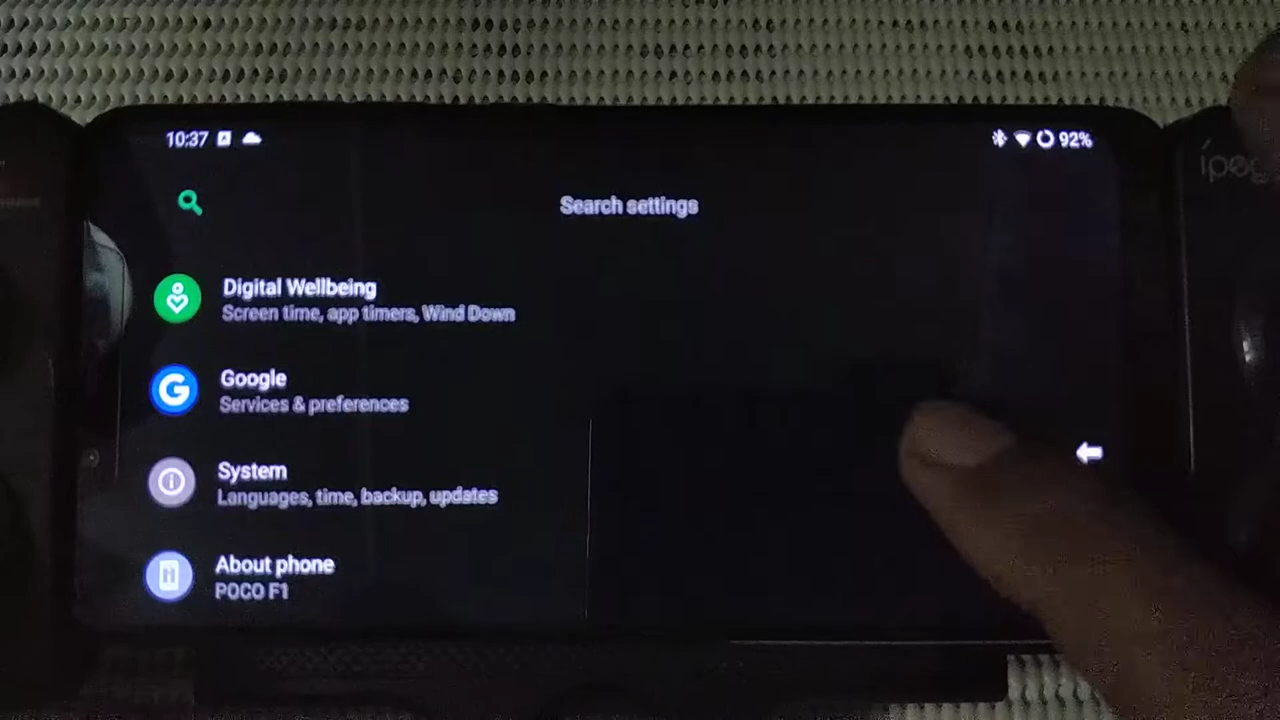 10:37
92%
Search settings
Digital Wellbeing
Screen time, app timers, Wind Down
Google
Services & preferences
System
Languages, time, backup, updates
About phone
POCO F1